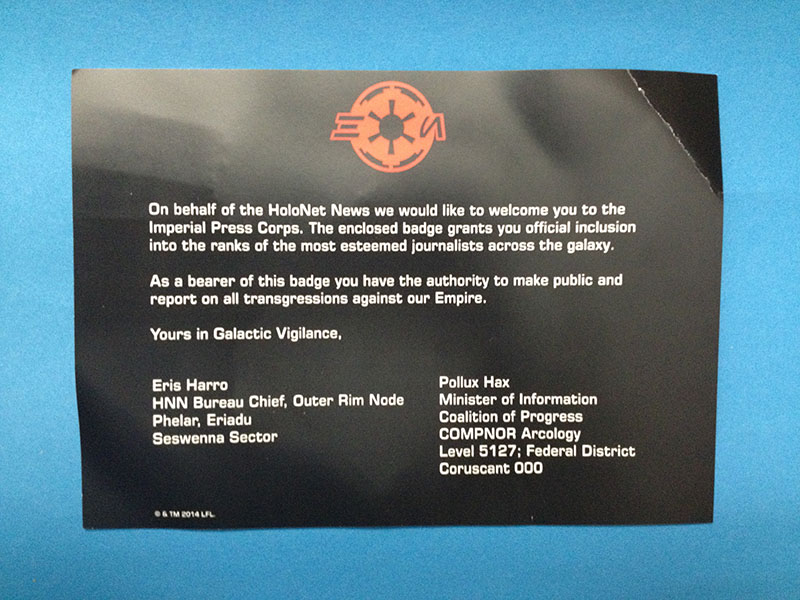 On behalf of the HoloNet News we would like to welcome you to the
Imperial Press Corps. The enclosed badge grants you official inclusion
into the ranks of the most esteemed journalists across the galaxy.
As a bearer of this badge you have the authority to make public and
report on all transgressions against our Empire.
Yours in Galactic Vigilance,
Eris Harro
HNN Bureau Chief, Outer Rim Node
Phelar, Eriadu
Seswenna Sector
Pollux Hax
Minister of Information
Coalition of Progress
COMPNOR Arcology
Level 5127; Federal District
Coruscant 000
© & TM 2014 LFL.